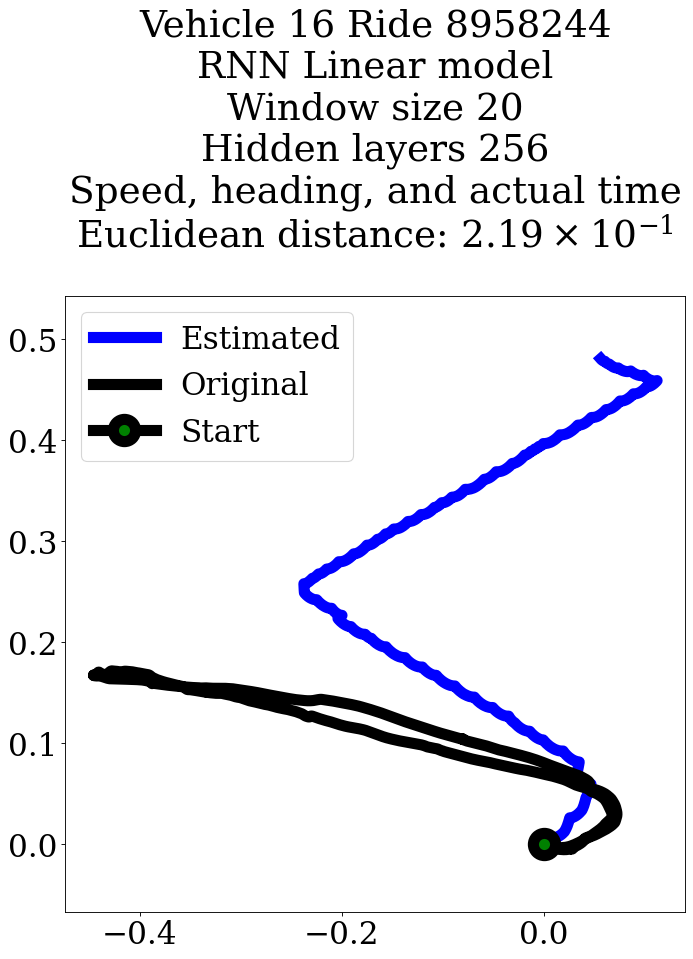 Vehicle 16 Ride 8958244
RNN Linear model
Window size 20
Hidden layers 256
Speed, heading, and actual time
Euclidean distance: 2.19 × 10⁻¹
Estimated
Original
Start
0.5
0.4
0.3
0.2
0.1
0.0
−0.4 −0.2 0.0